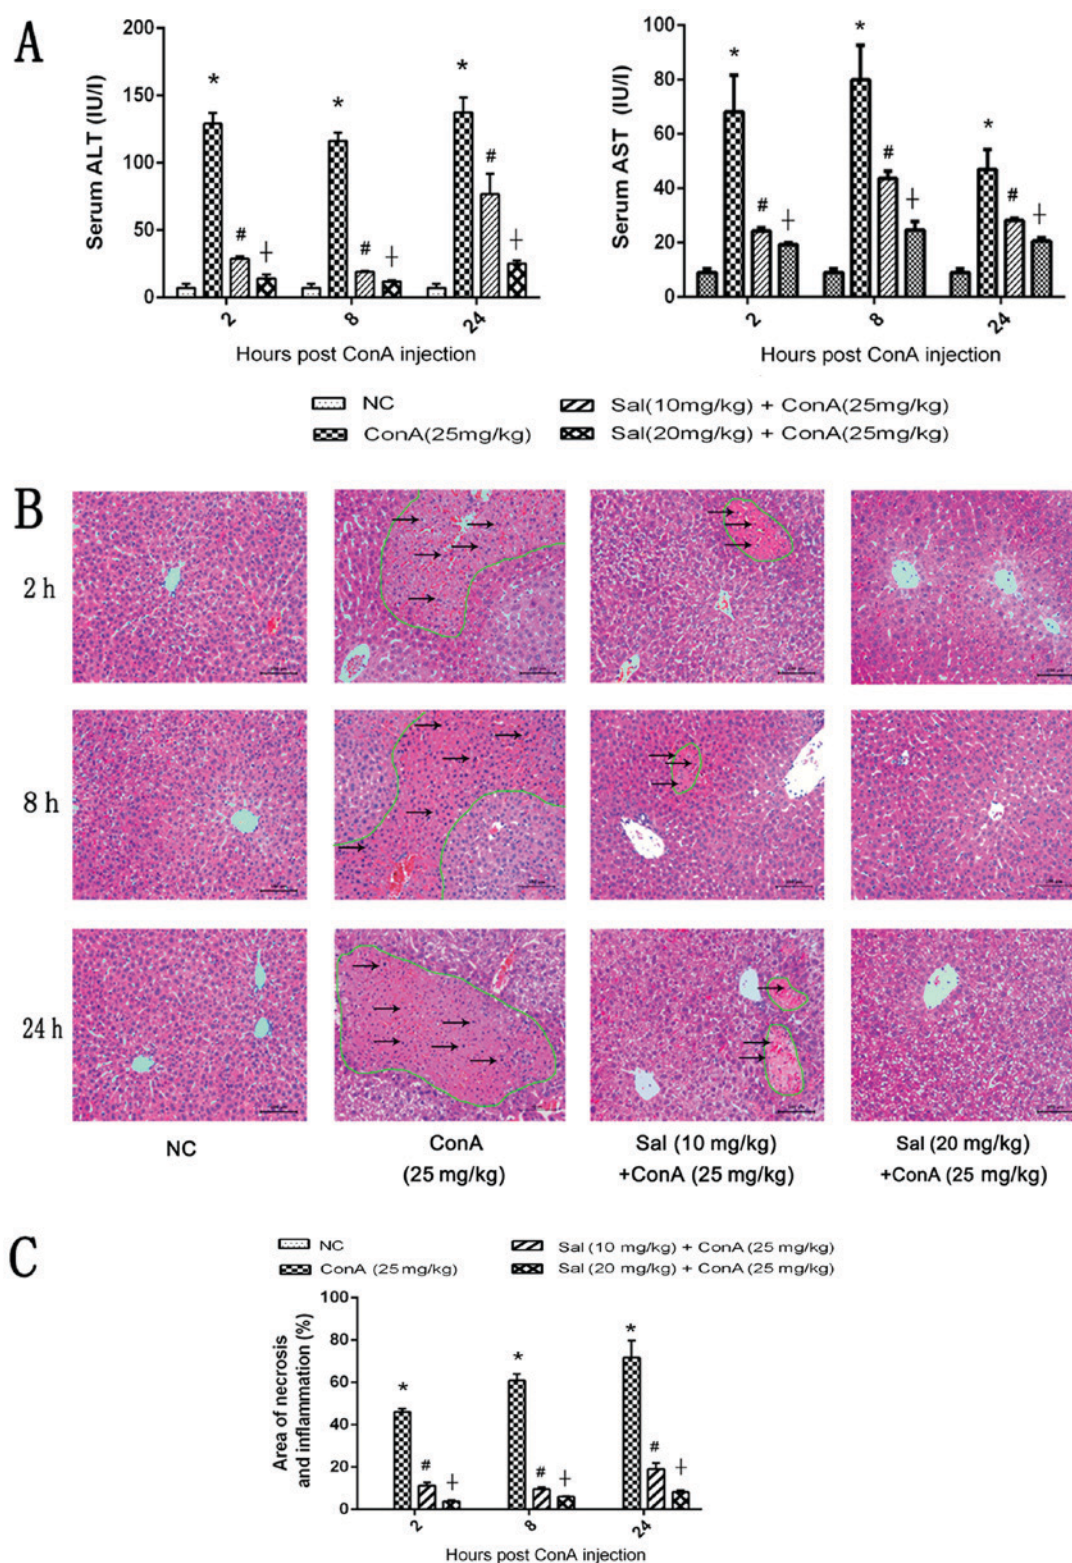 A
Serum ALT (IU/I)
200
150
100
50
0
*
*
*
#
#
#
┼
┼
┼
2
8
24
Hours post ConA injection
Serum AST (IU/I)
100
80
60
40
20
0
*
*
*
#
#
#
┼
┼
┼
2
8
24
Hours post ConA injection
NC
ConA(25mg/kg)
Sal(10mg/kg) + ConA(25mg/kg)
Sal(20mg/kg) + ConA(25mg/kg)
B
2 h
8 h
24 h
NC
ConA
(25 mg/kg)
Sal (10 mg/kg)
+ConA (25 mg/kg)
Sal (20 mg/kg)
+ConA (25 mg/kg)
C
NC
ConA (25 mg/kg)
Sal (10 mg/kg) + ConA (25 mg/kg)
Sal (20 mg/kg) + ConA (25 mg/kg)
Area of necrosis
and inflammation (%)
100
80
60
40
20
0
*
*
*
#
#
#
┼
┼
┼
2
8
24
Hours post ConA injection